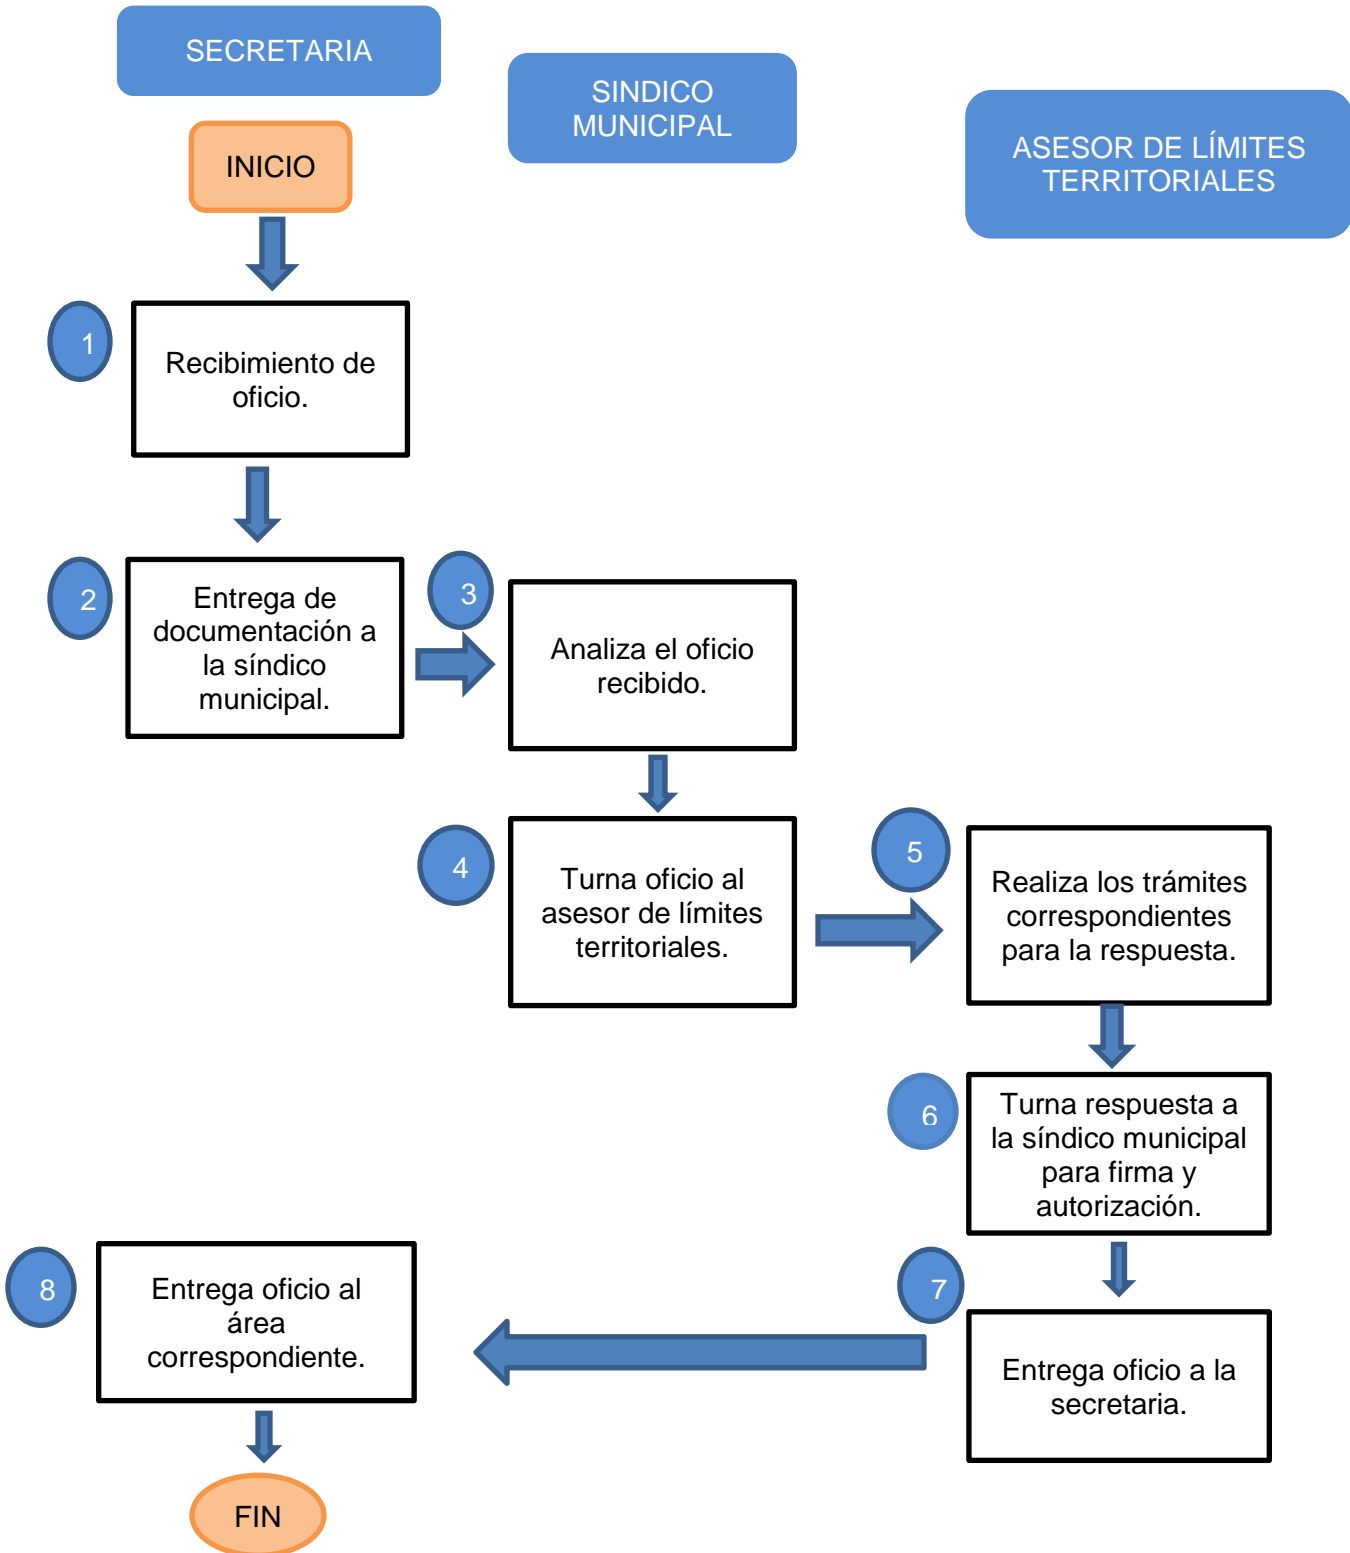 SECRETARIA
SINDICO
MUNICIPAL
ASESOR DE LÍMITES
TERRITORIALES
INICIO
1
Recibimiento de
oficio.
2
Entrega de
documentación a
la síndico
municipal.
3
Analiza el oficio
recibido.
4
Turna oficio al
asesor de límites
territoriales.
5
Realiza los trámites
correspondientes
para la respuesta.
6
Turna respuesta a
la síndico municipal
para firma y
autorización.
7
Entrega oficio a la
secretaria.
8
Entrega oficio al
área
correspondiente.
FIN